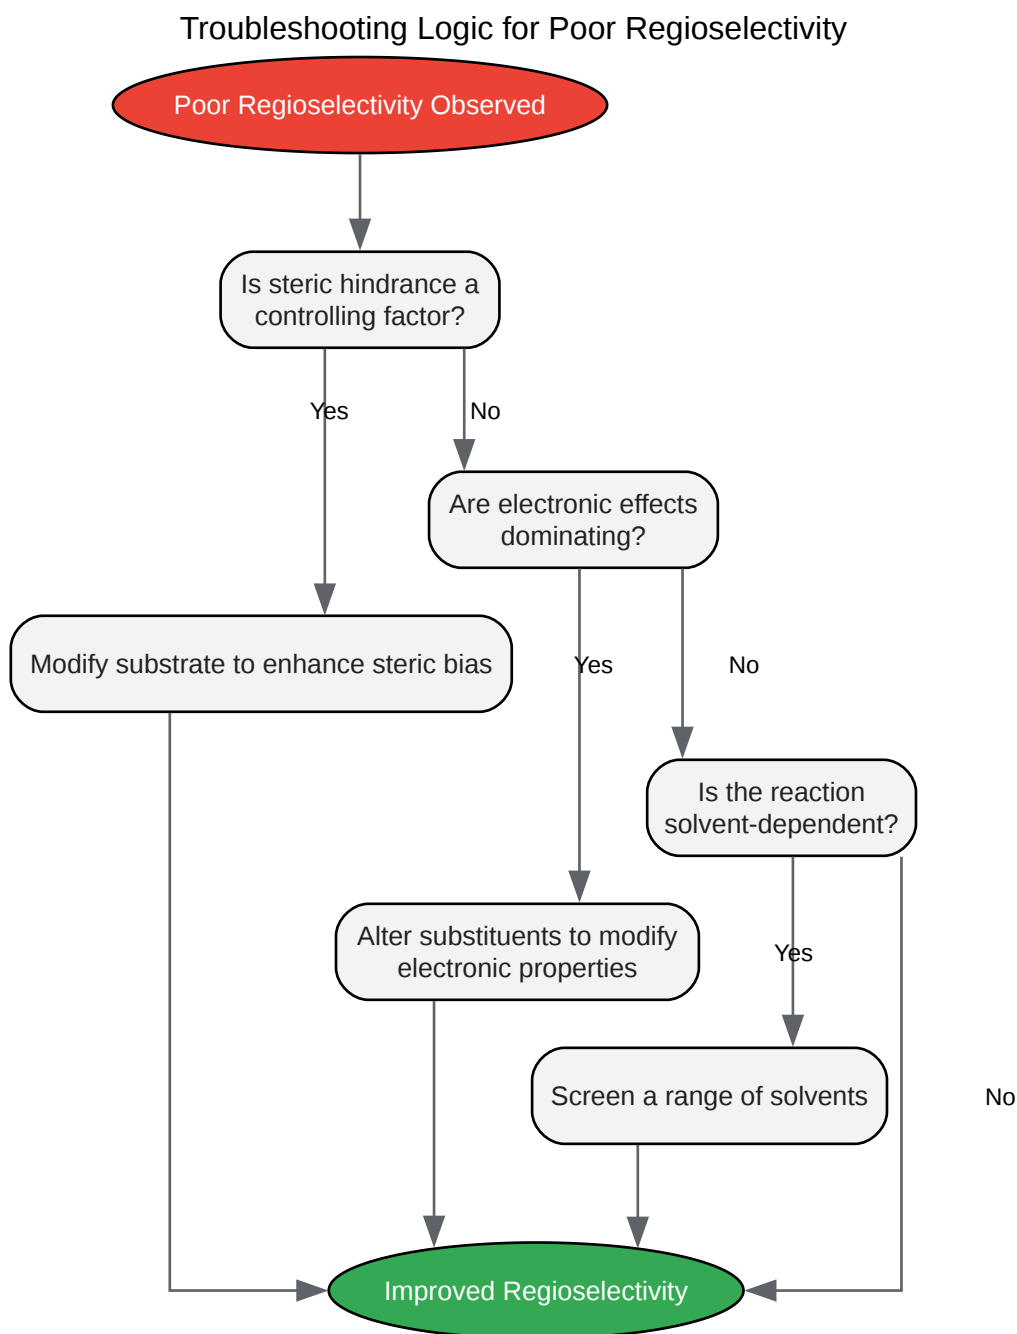 Troubleshooting Logic for Poor Regioselectivity
Poor Regioselectivity Observed
Is steric hindrance a
controlling factor?
Yes
No
Are electronic effects
dominating?
Modify substrate to enhance steric bias
Yes
No
Is the reaction
solvent-dependent?
Alter substituents to modify
electronic properties
Yes
Screen a range of solvents
No
Improved Regioselectivity